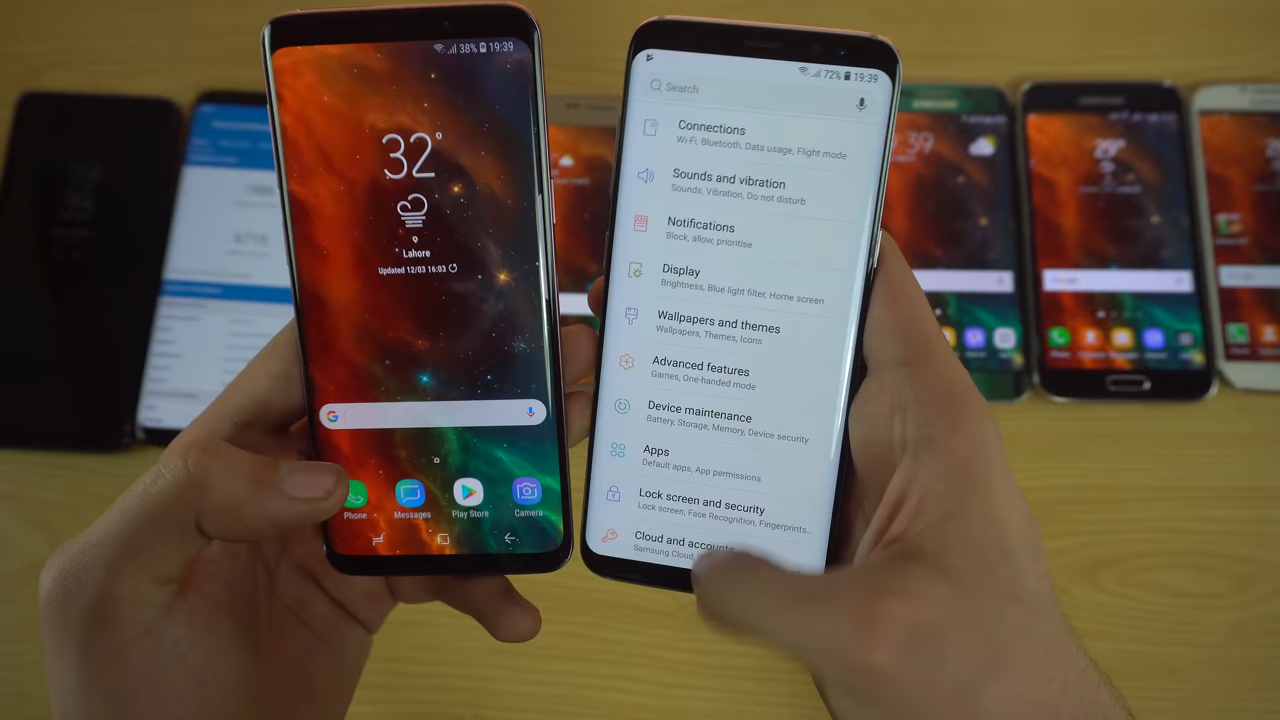 38% 19:39
32°
Lahore
Updated 12/03 16:03
Phone
Messages
Play Store
Camera
72% 19:39
Search
Connections
Wi-Fi, Bluetooth, Data usage, Flight mode
Sounds and vibration
Sounds, Vibration, Do not disturb
Notifications
Block, allow, prioritise
Display
Brightness, Blue light filter, Home screen
Wallpapers and themes
Wallpapers, Themes, Icons
Advanced features
Games, One-handed mode
Device maintenance
Battery, Storage, Memory, Device security
Apps
Default apps, App permissions
Lock screen and security
Lock screen, Face Recognition, Fingerprints...
Cloud and accounts
Samsung Cloud,
SAMSUNG
39
29°